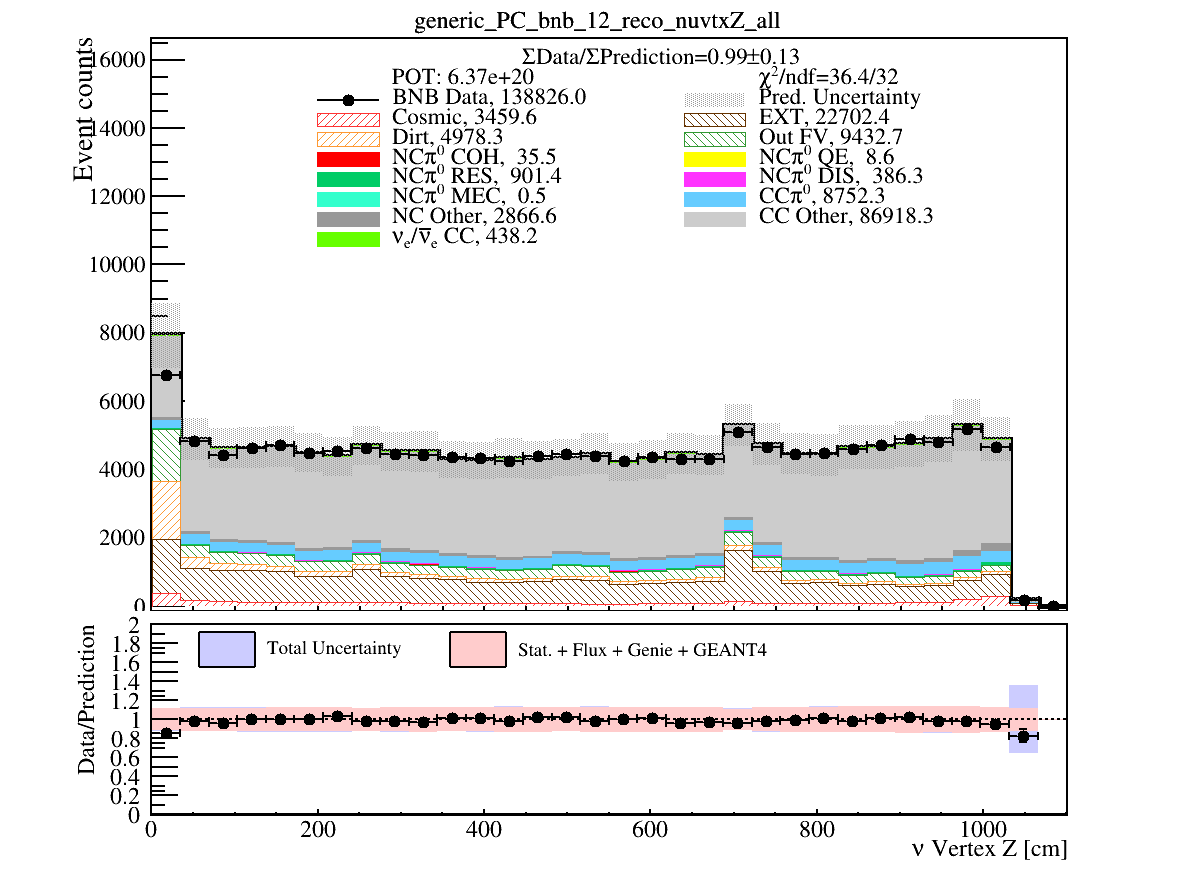 generic_PC_bnb_12_reco_nuvtxZ_all
ΣData/ΣPrediction=0.99±0.13
POT: 6.37e+20
χ²/ndf=36.4/32
BNB Data, 138826.0
Pred. Uncertainty
Cosmic, 3459.6
EXT, 22702.4
Dirt, 4978.3
Out FV, 9432.7
NCπ⁰ COH, 35.5
NCπ⁰ QE, 8.6
NCπ⁰ RES, 901.4
NCπ⁰ DIS, 386.3
NCπ⁰ MEC, 0.5
CCπ⁰, 8752.3
NC Other, 2866.6
CC Other, 86918.3
νₑ/ν̅ₑ CC, 438.2
Event counts
16000
14000
12000
10000
8000
6000
4000
2000
0
Total Uncertainty
Stat. + Flux + Genie + GEANT4
Data/Prediction
2
1.8
1.6
1.4
1.2
1
0.8
0.6
0.4
0.2
0
0 200 400 600 800 1000
ν Vertex Z [cm]